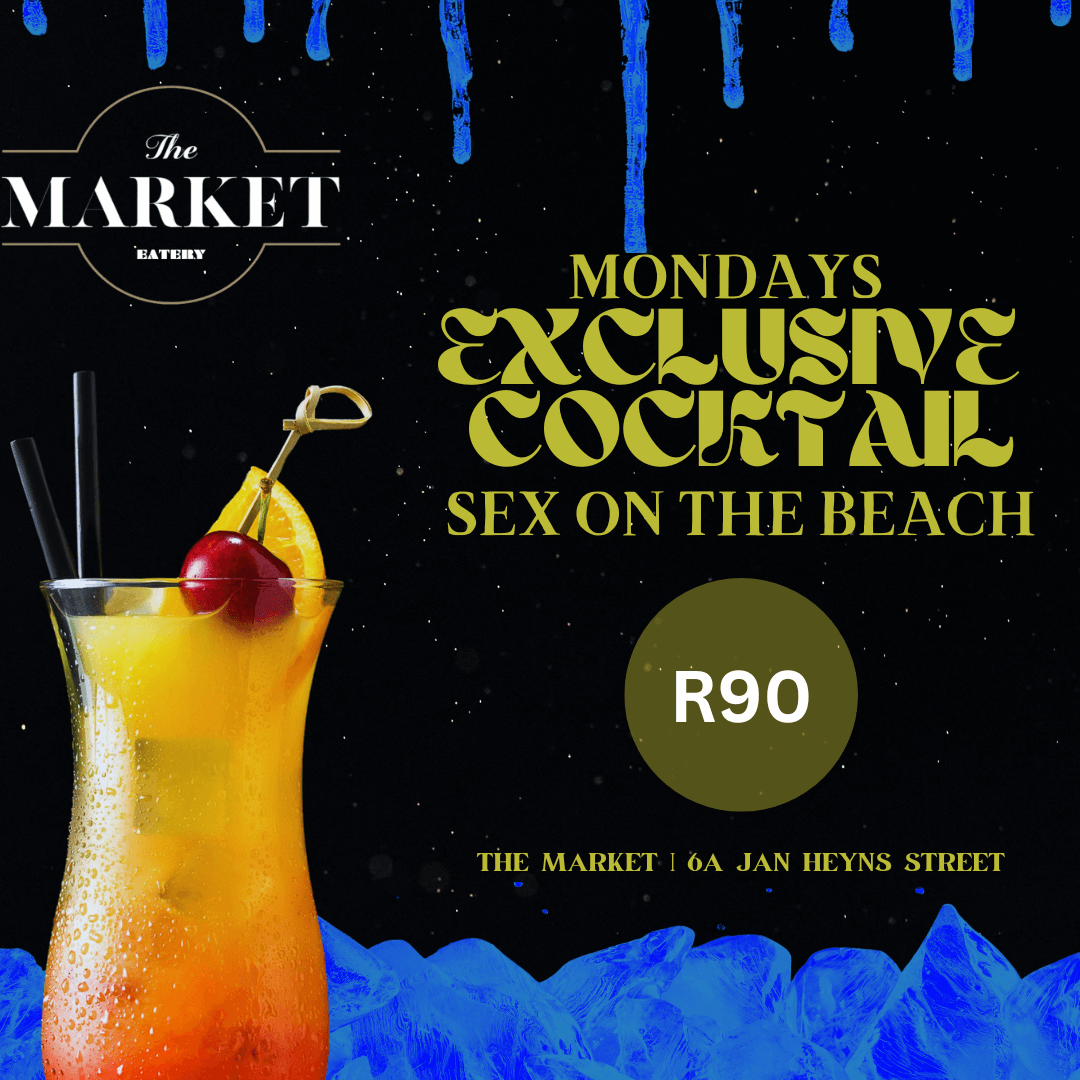 The
MARKET
EATERY
MONDAYS
EXCLUSIVE
COCKTAIL
SEX ON THE BEACH
R90
THE MARKET | 6A JAN HEYNS STREET